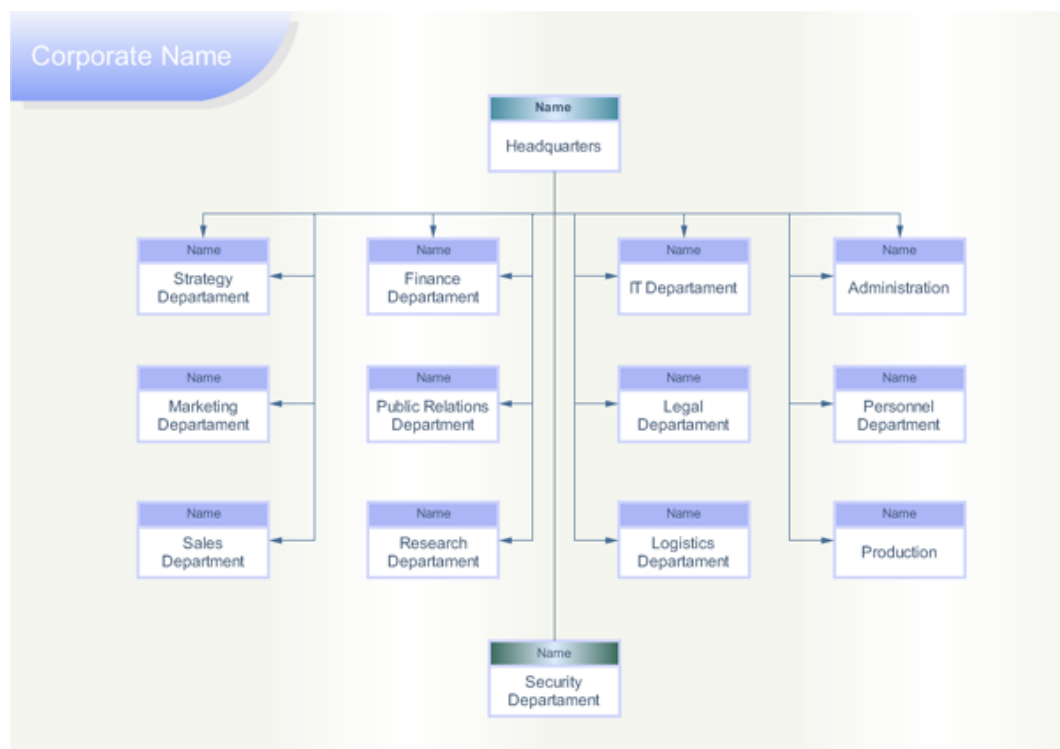 Corporate Name
Name
Headquarters
Name
Strategy
Departament
Name
Finance
Departament
Name
IT Departament
Name
Administration
Name
Marketing
Departament
Name
Public Relations
Department
Name
Legal
Departament
Name
Personnel
Department
Name
Sales
Department
Name
Research
Departament
Name
Logistics
Departament
Name
Production
Name
Security
Departament